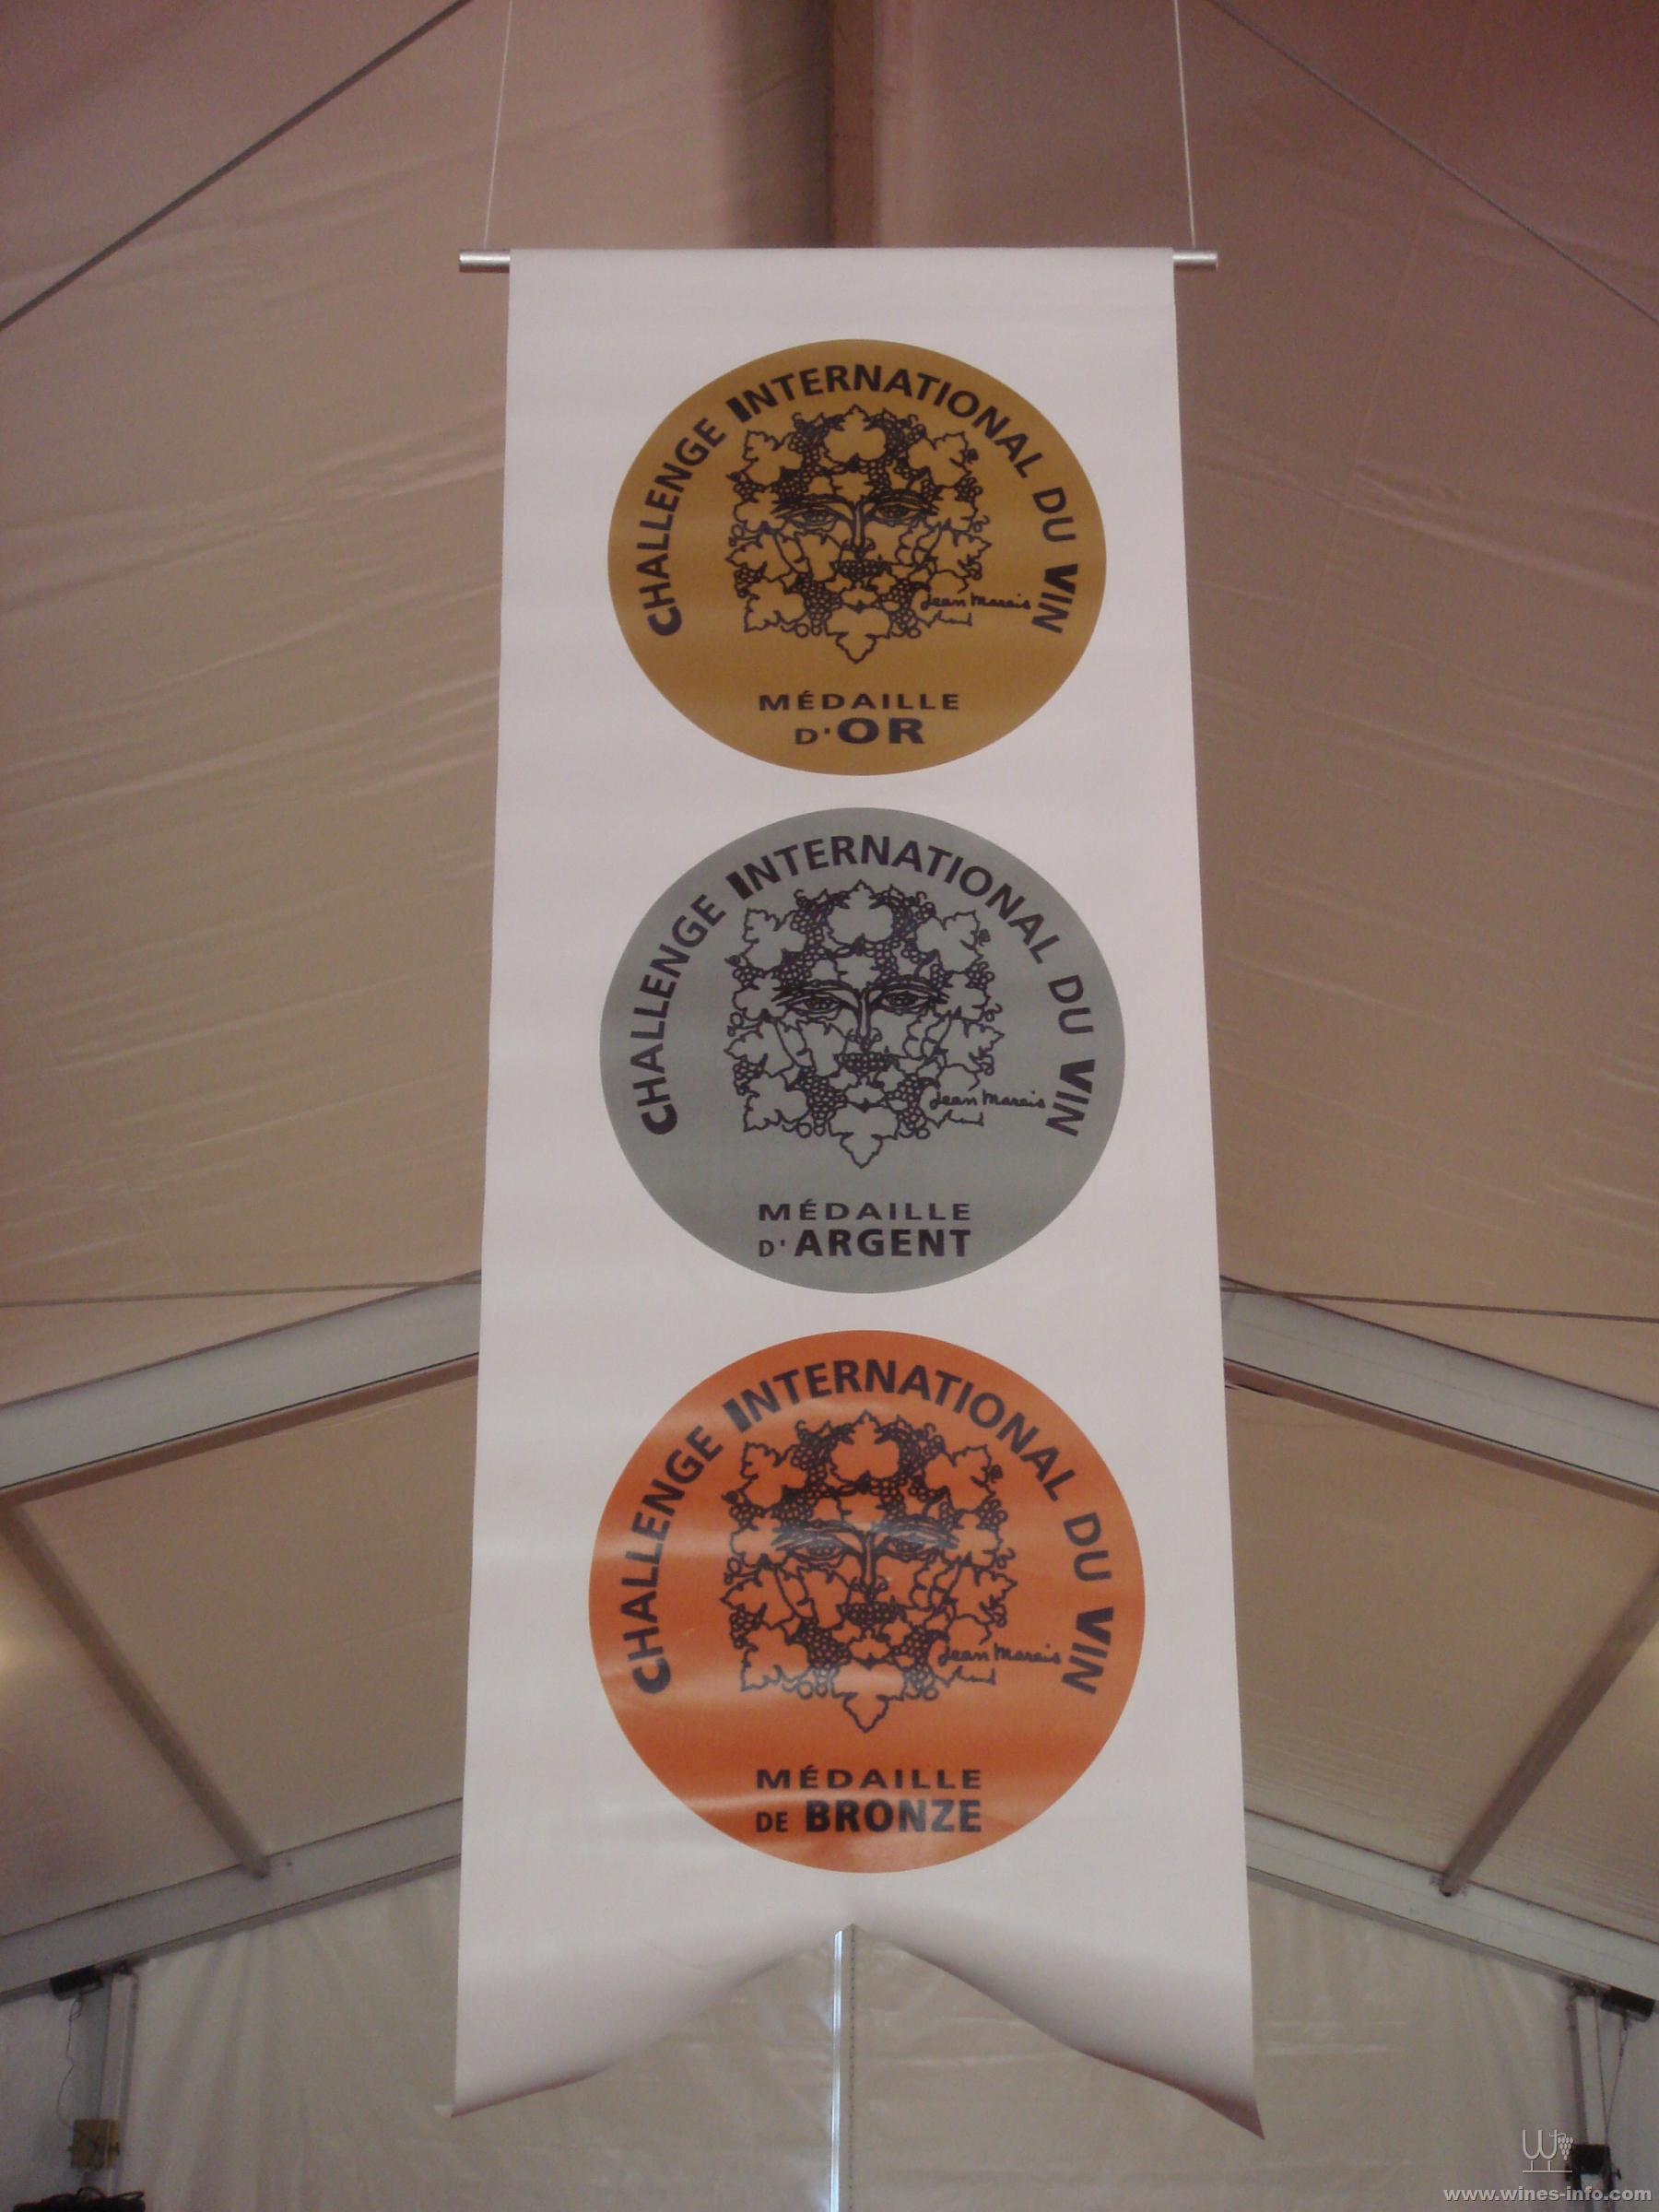 CHALLENGE INTERNATIONAL DU VIN
Jean Marais
MÉDAILLE
D'OR
CHALLENGE INTERNATIONAL DU VIN
Jean Marais
MÉDAILLE
D'ARGENT
CHALLENGE INTERNATIONAL DU VIN
Jean Marais
MÉDAILLE
DE BRONZE
www.wines-info.com